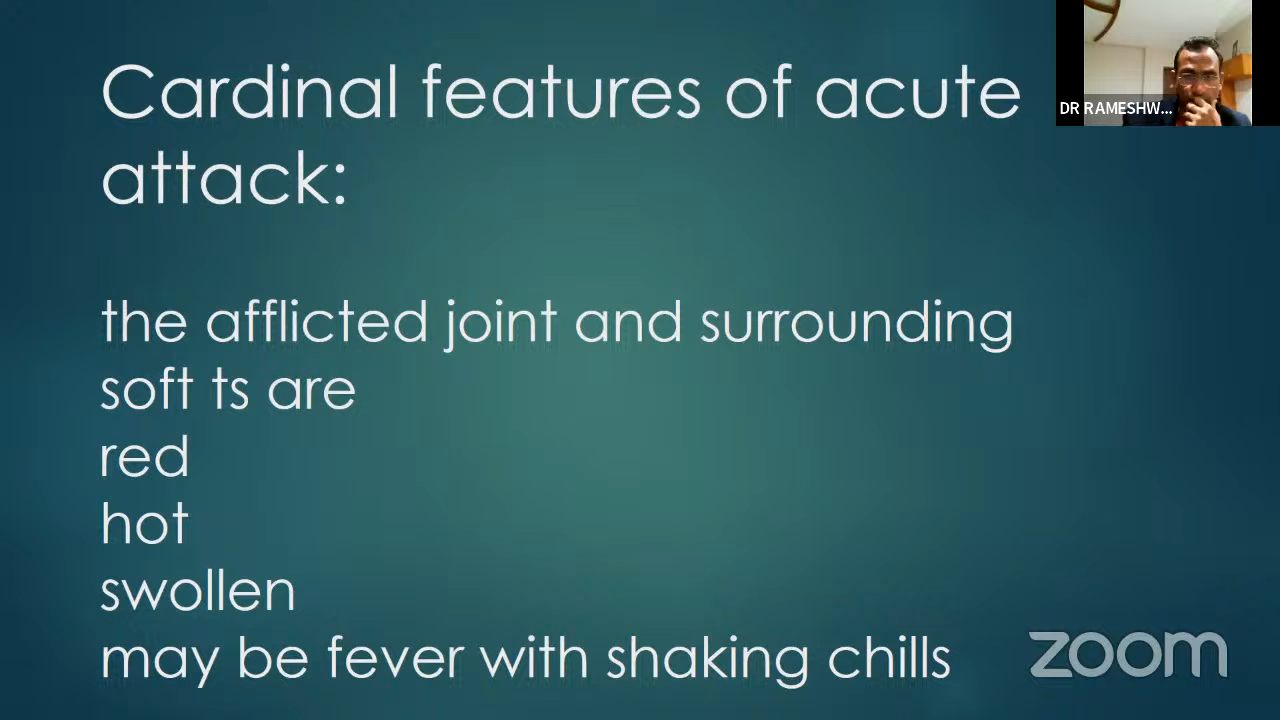 Cardinal features of acute
attack:
DR RAMESHW...
the afflicted joint and surrounding
soft ts are
red
hot
swollen
may be fever with shaking chills
zoom